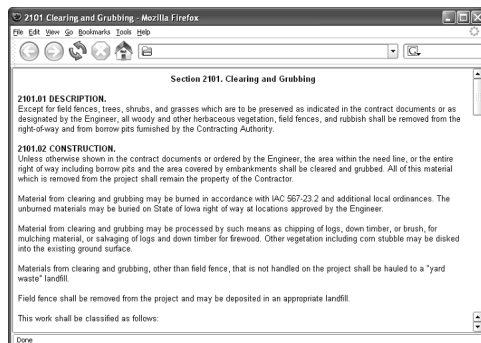 2101 Clearing and Grubbing - Mozilla Firefox
File Edit View Go Bookmarks Tools Help
Section 2101. Clearing and Grubbing
2101.01 DESCRIPTION.
Except for field fences, trees, shrubs, and grasses which are to be preserved as indicated in the contract documents or as
designated by the Engineer, all woody and other herbaceous vegetation, field fences, and rubbish shall be removed from the
right-of-way and from borrow pits furnished by the Contracting Authority.
2101.02 CONSTRUCTION.
Unless otherwise shown in the contract documents or ordered by the Engineer, the area within the need line, or the entire
right of way including borrow pits and the area covered by embankments shall be cleared and grubbed. All of this material
which is removed from the project shall remain the property of the Contractor.
Material from clearing and grubbing may be burned in accordance with IAC 567-23.2 and additional local ordinances. The
unburned materials may be buried on State of Iowa right of way at locations approved by the Engineer.
Material from clearing and grubbing may be processed by such means as chipping of logs, down timber, or brush, for
mulching material, or salvaging of logs and down timber for firewood. Other vegetation including corn stubble may be disked
into the existing ground surface.
Materials from clearing and grubbing, other than field fence, that is not handled on the project shall be hauled to a "yard
waste" landfill.
Field fence shall be removed from the project and may be deposited in an appropriate landfill.
This work shall be classified as follows:
Done